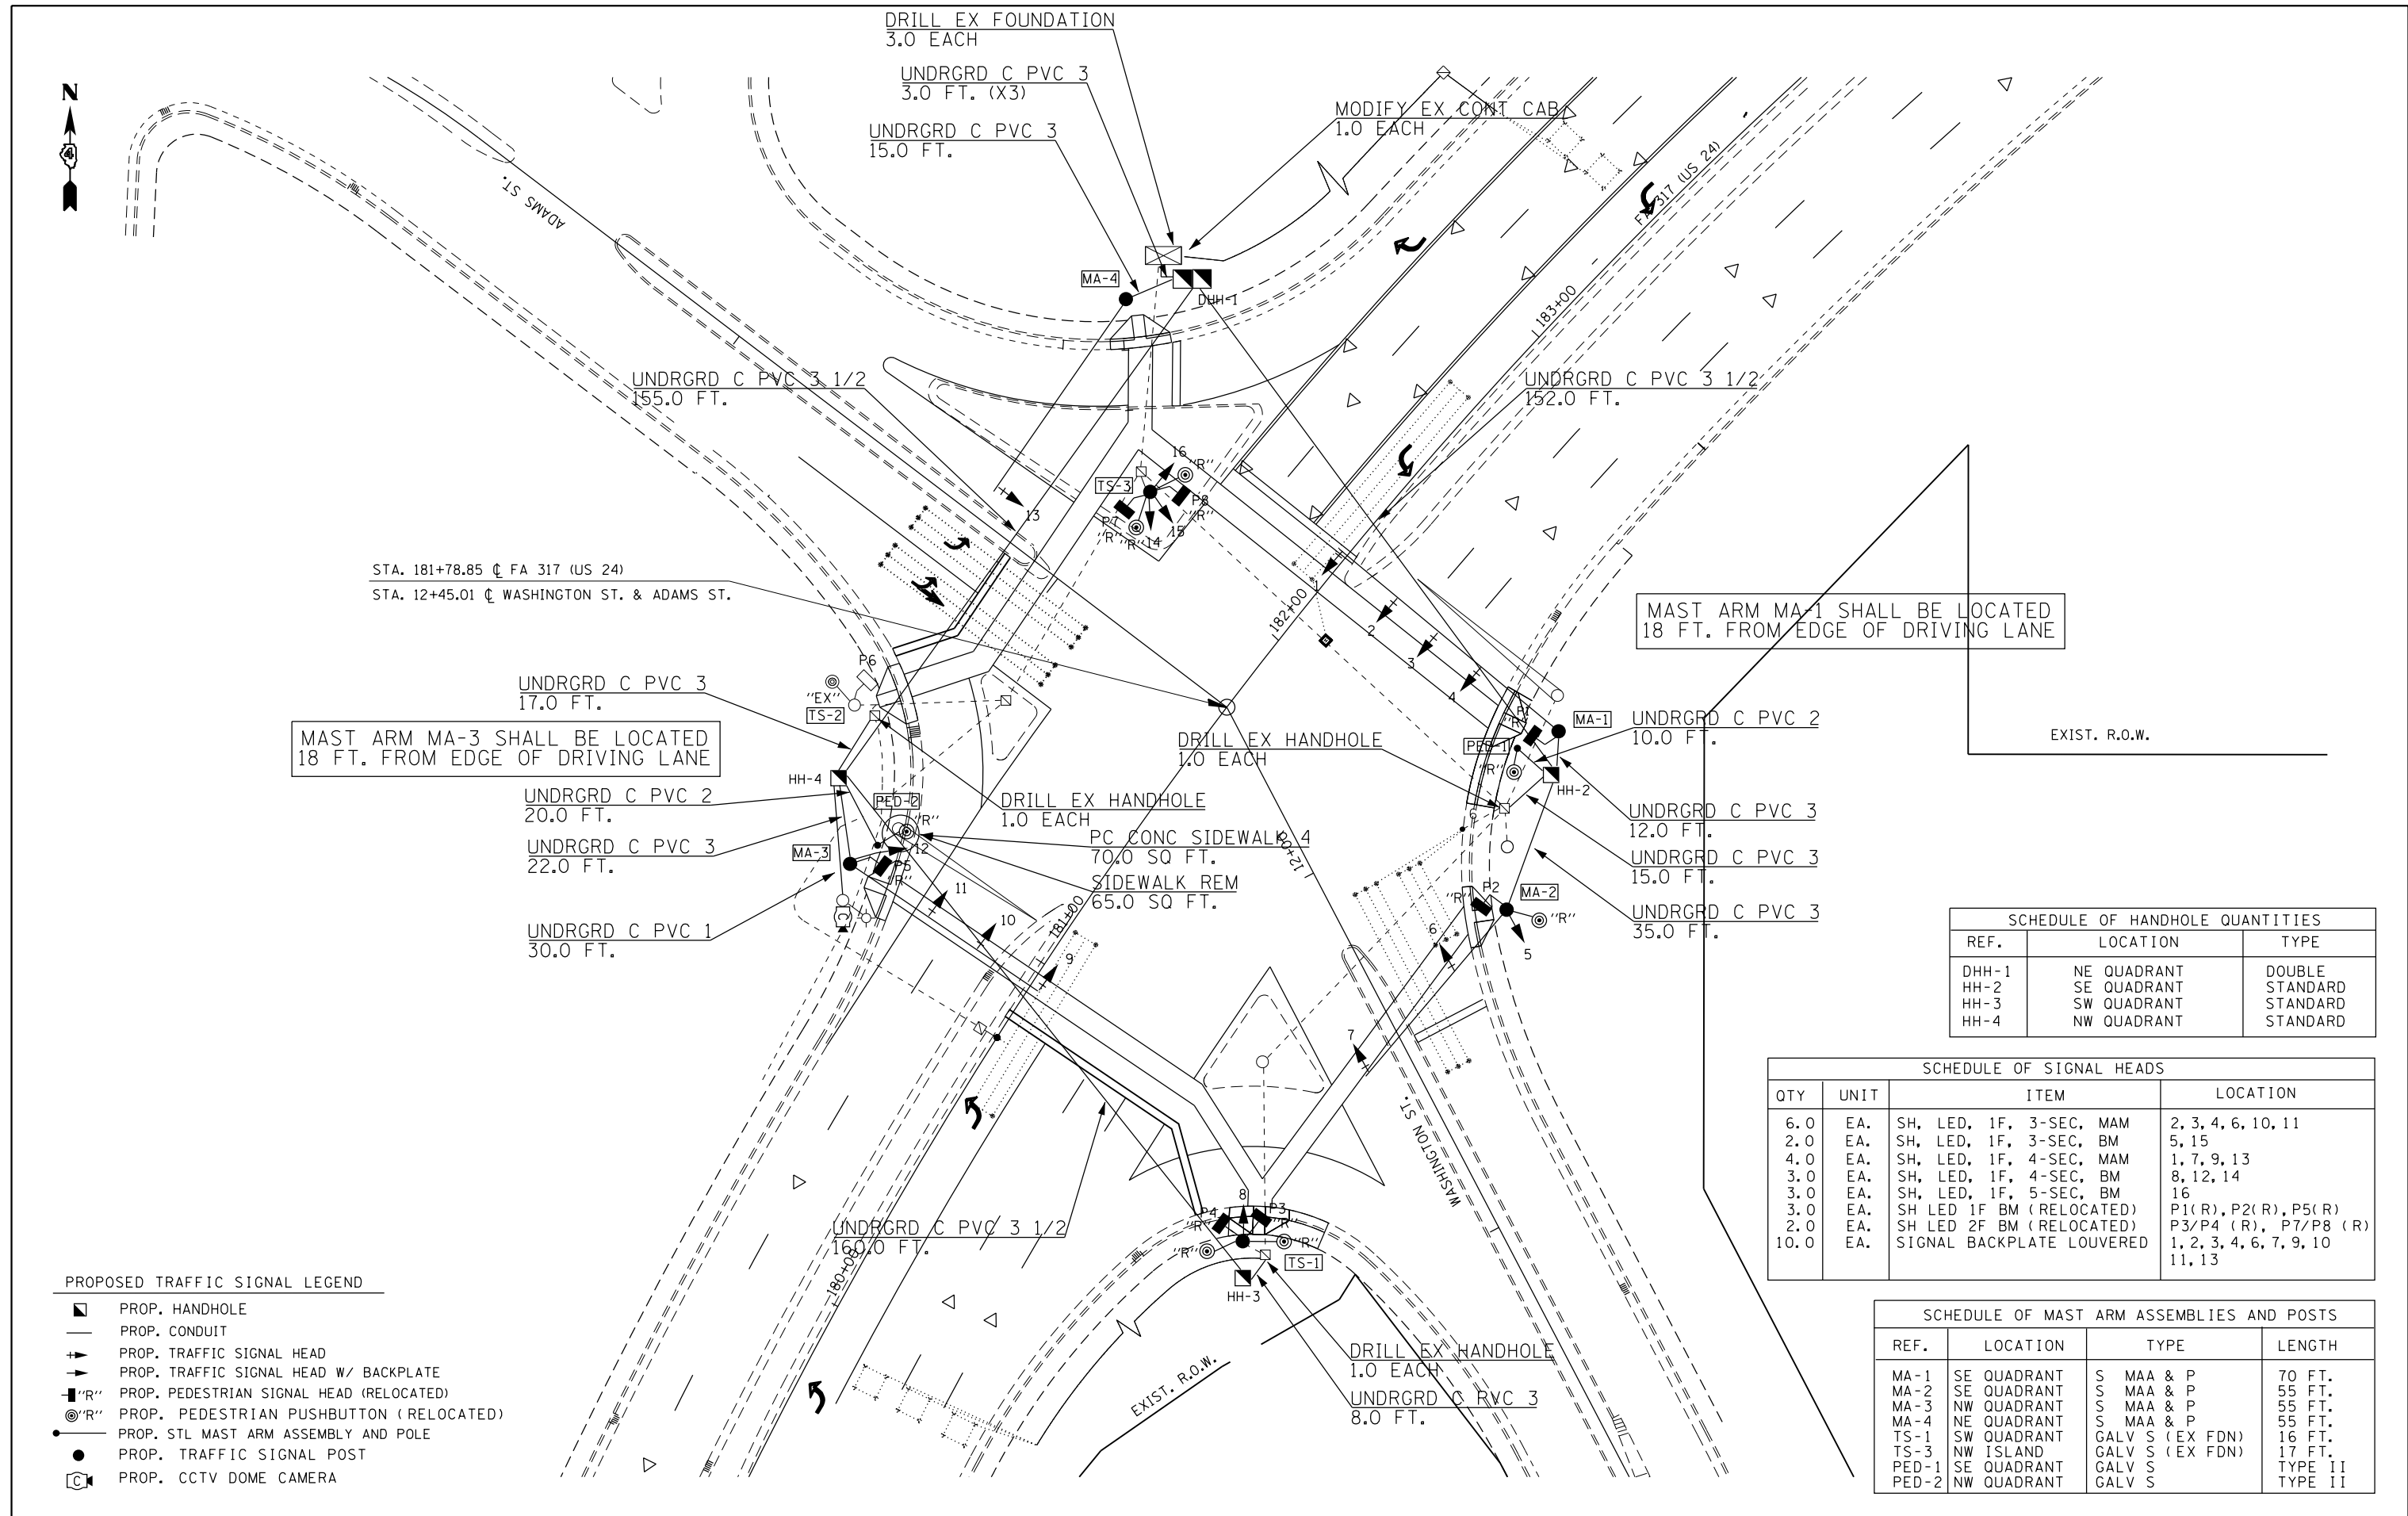 DRILL EX FOUNDATION
3.0 EACH
UNDRGRD C PVC 3
3.0 FT. (X3)
UNDRGRD C PVC 3
15.0 FT.
MODIFY EX CONT CAB
1.0 EACH
N
4
ADAMS ST.
FA 317 (US 24)
183+00
MA-4
DHH-1
UNDRGRD C PVC 3 1/2
155.0 FT.
UNDRGRD C PVC 3 1/2
152.0 FT.
16
"R"
TS-3
P8
"R"
P7
"R"
"R"
14
15
13
STA. 181+78.85 ℄ FA 317 (US 24)
STA. 12+45.01 ℄ WASHINGTON ST. & ADAMS ST.
182+00
1
2
3
4
MAST ARM MA-1 SHALL BE LOCATED
18 FT. FROM EDGE OF DRIVING LANE
P6
"EX"
TS-2
UNDRGRD C PVC 3
17.0 FT.
MAST ARM MA-3 SHALL BE LOCATED
18 FT. FROM EDGE OF DRIVING LANE
HH-4
P1
"R"
MA-1
PED-1
"R"
HH-2
UNDRGRD C PVC 2
10.0 FT.
EXIST. R.O.W.
DRILL EX HANDHOLE
1.0 EACH
UNDRGRD C PVC 2
20.0 FT.
DRILL EX HANDHOLE
1.0 EACH
UNDRGRD C PVC 3
12.0 FT.
PED-2
"R"
12
MA-3
P5
"R"
UNDRGRD C PVC 3
22.0 FT.
PC CONC SIDEWALK 4
70.0 SQ FT.
SIDEWALK REM
65.0 SQ FT.
12+00
UNDRGRD C PVC 3
15.0 FT.
UNDRGRD C PVC 3
35.0 FT.
UNDRGRD C PVC 1
30.0 FT.
C
11
10
9
181+00
"R"
P2
MA-2
"R"
6
5
7
WASHINGTON ST.
SCHEDULE OF HANDHOLE QUANTITIES
REF. LOCATION TYPE
DHH-1 NE QUADRANT DOUBLE
HH-2 SE QUADRANT STANDARD
HH-3 SW QUADRANT STANDARD
HH-4 NW QUADRANT STANDARD
SCHEDULE OF SIGNAL HEADS
QTY UNIT ITEM LOCATION
6.0 EA. SH, LED, 1F, 3-SEC, MAM 2, 3, 4, 6, 10, 11
2.0 EA. SH, LED, 1F, 3-SEC, BM 5, 15
4.0 EA. SH, LED, 1F, 4-SEC, MAM 1, 7, 9, 13
3.0 EA. SH, LED, 1F, 4-SEC, BM 8, 12, 14
3.0 EA. SH, LED, 1F, 5-SEC, BM 16
3.0 EA. SH LED 1F BM (RELOCATED) P1(R), P2(R), P5(R)
2.0 EA. SH LED 2F BM (RELOCATED) P3/P4 (R), P7/P8 (R)
10.0 EA. SIGNAL BACKPLATE LOUVERED 1, 2, 3, 4, 6, 7, 9, 10
11, 13
8
P4
"R"
P3
"R"
"R"
"R"
TS-1
HH-3
UNDRGRD C PVC 3 1/2
160.0 FT.
180+00
DRILL EX HANDHOLE
1.0 EACH
UNDRGRD C PVC 3
8.0 FT.
EXIST. R.O.W.
PROPOSED TRAFFIC SIGNAL LEGEND
PROP. HANDHOLE
PROP. CONDUIT
PROP. TRAFFIC SIGNAL HEAD
PROP. TRAFFIC SIGNAL HEAD W/ BACKPLATE
"R" PROP. PEDESTRIAN SIGNAL HEAD (RELOCATED)
"R" PROP. PEDESTRIAN PUSHBUTTON (RELOCATED)
PROP. STL MAST ARM ASSEMBLY AND POLE
PROP. TRAFFIC SIGNAL POST
C PROP. CCTV DOME CAMERA
SCHEDULE OF MAST ARM ASSEMBLIES AND POSTS
REF. LOCATION TYPE LENGTH
MA-1 SE QUADRANT S MAA & P 70 FT.
MA-2 SE QUADRANT S MAA & P 55 FT.
MA-3 NW QUADRANT S MAA & P 55 FT.
MA-4 NE QUADRANT S MAA & P 55 FT.
TS-1 SW QUADRANT GALV S (EX FDN) 16 FT.
TS-3 NW ISLAND GALV S (EX FDN) 17 FT.
PED-1 SE QUADRANT GALV S TYPE II
PED-2 NW QUADRANT GALV S TYPE II